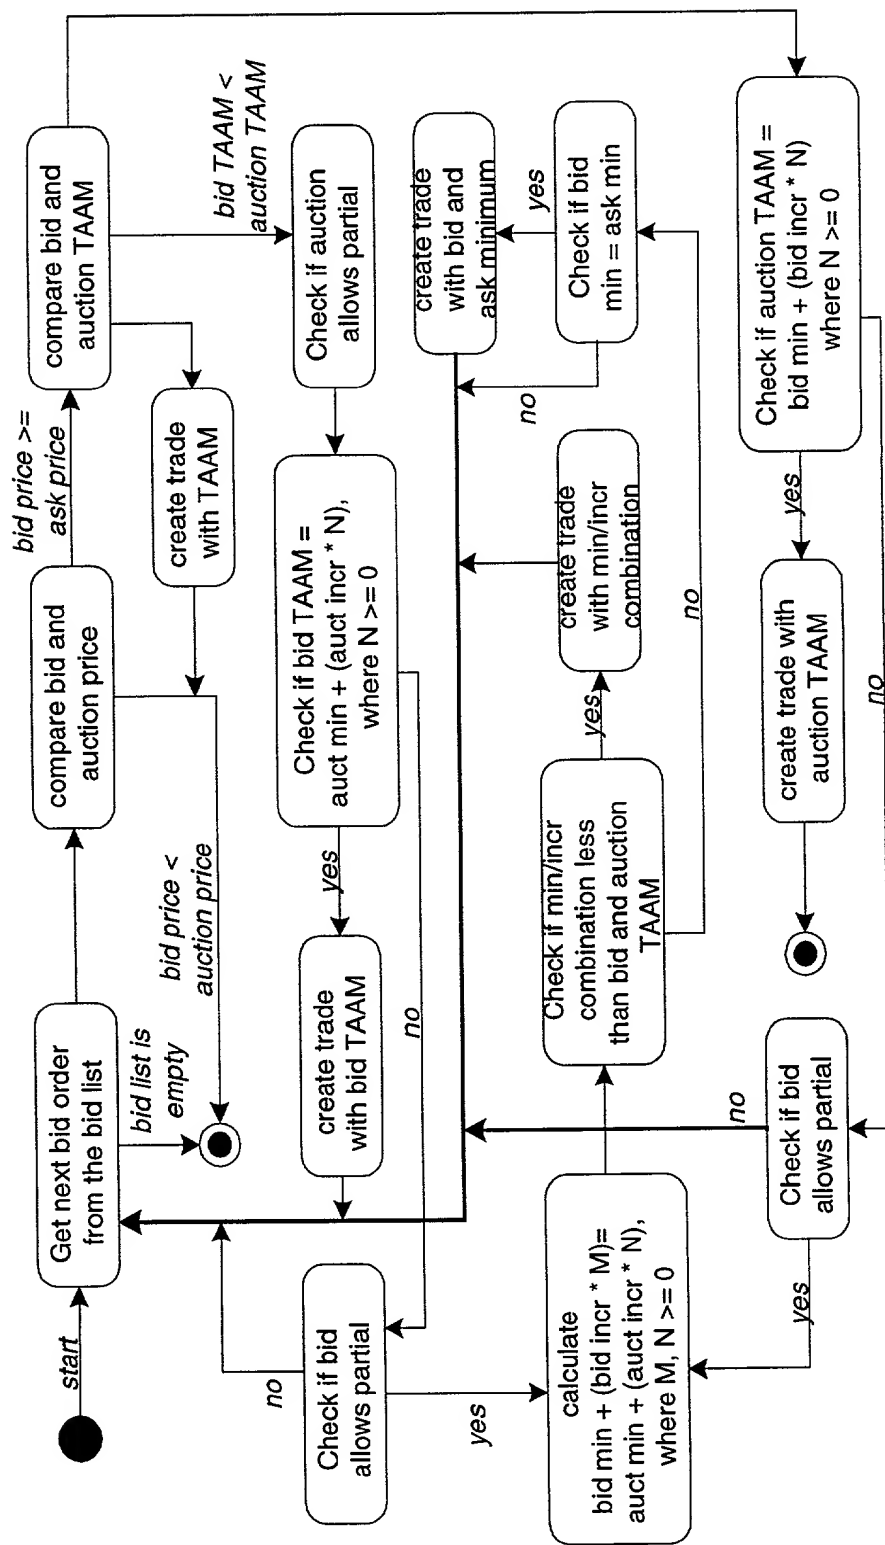 start
Get next bid order
from the bid list
bid list is
empty
compare bid and
auction price
bid price <
auction price
bid price >=
ask price
compare bid and
auction TAAM
create trade
with TAAM
bid TAAM <
auction TAAM
Check if auction
allows partial
Check if bid TAAM =
auct min + (auct incr * N),
where N >= 0
yes
create trade
with bid TAAM
no
Check if bid
allows partial
no
yes
calculate
bid min + (bid incr * M)=
auct min + (auct incr * N),
where M, N >= 0
Check if min/incr
combination less
than bid and auction
TAAM
yes
create trade
with min/incr
combination
no
Check if bid
min = ask min
yes
create trade
with bid and
ask minimum
no
Check if auction TAAM =
bid min + (bid incr * N)
where N >= 0
yes
create trade with
auction TAAM
no
Check if bid
allows partial
no
yes